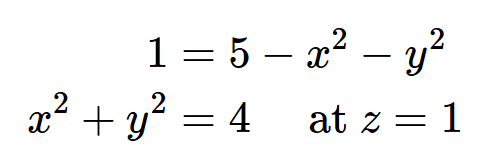 1 = 5 − x² − y²
x² + y² = 4 at z = 1